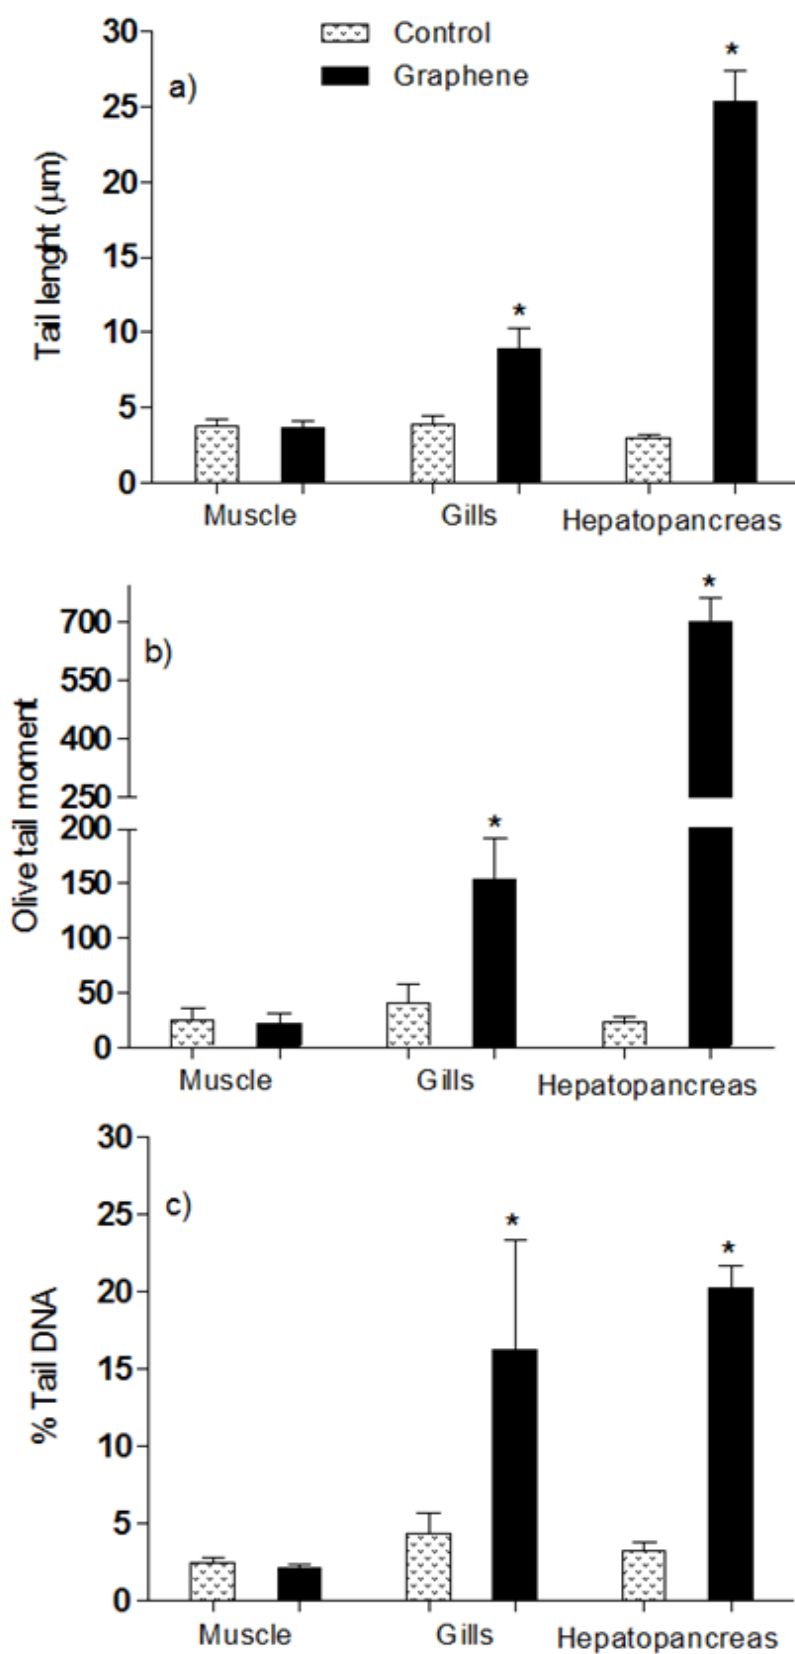 Control
Graphene
a)
Tail lenght (µm)
30
25
20
15
10
5
0
*
*
Muscle
Gills
Hepatopancreas
b)
Olive tail moment
700
550
400
250
200
150
100
50
0
*
*
Muscle
Gills
Hepatopancreas
c)
% Tail DNA
30
25
20
15
10
5
0
*
*
Muscle
Gills
Hepatopancreas